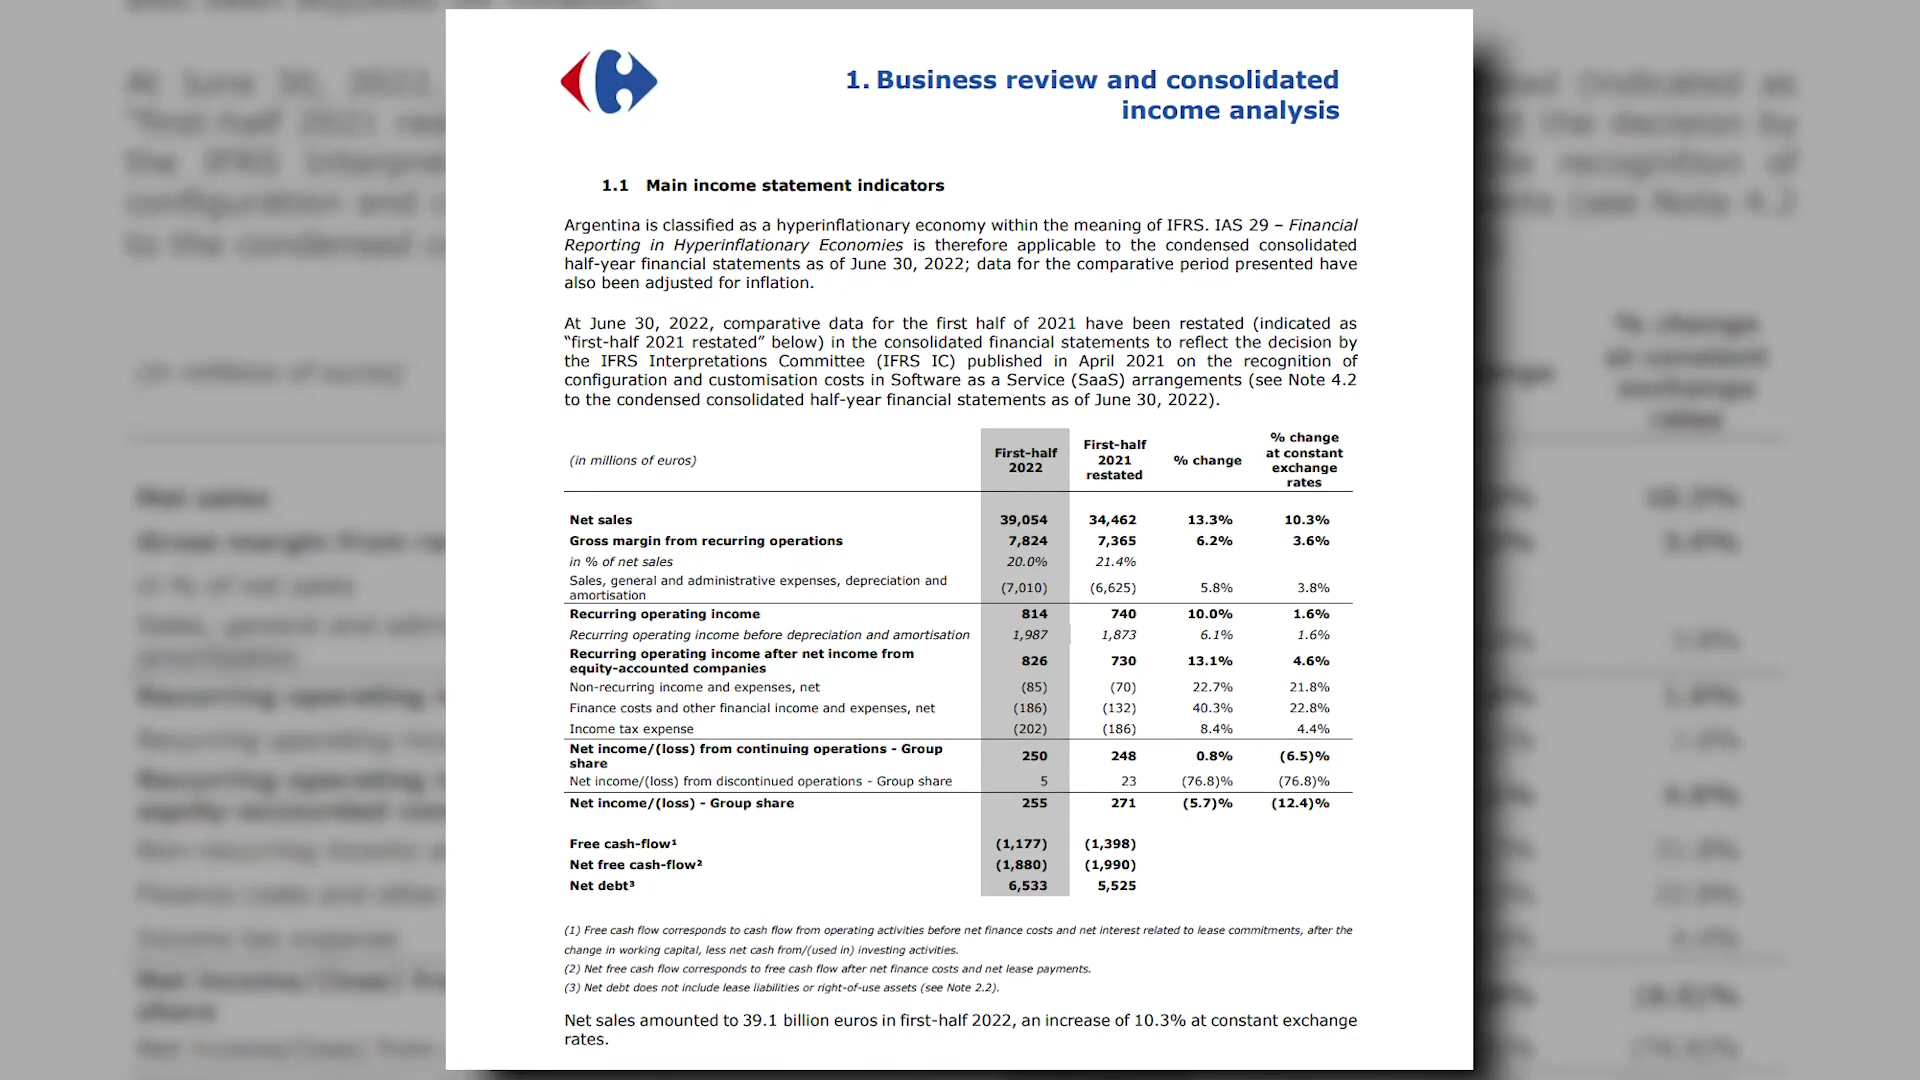 1. Business review and consolidated
income analysis
1.1 Main income statement indicators
Argentina is classified as a hyperinflationary economy within the meaning of IFRS. IAS 29 – Financial
Reporting in Hyperinflationary Economies is therefore applicable to the condensed consolidated
half-year financial statements as of June 30, 2022; data for the comparative period presented have
also been adjusted for inflation.
At June 30, 2022, comparative data for the first half of 2021 have been restated (indicated as
“first-half 2021 restated” below) in the consolidated financial statements to reflect the decision by
the IFRS Interpretations Committee (IFRS IC) published in April 2021 on the recognition of
configuration and customisation costs in Software as a Service (SaaS) arrangements (see Note 4.2
to the condensed consolidated half-year financial statements as of June 30, 2022).
(in millions of euros) First-half 2022 First-half 2021 restated % change % change at constant exchange rates
Net sales 39,054 34,462 13.3% 10.3%
Gross margin from recurring operations 7,824 7,365 6.2% 3.6%
in % of net sales 20.0% 21.4%
Sales, general and administrative expenses, depreciation and
amortisation (7,010) (6,625) 5.8% 3.8%
Recurring operating income 814 740 10.0% 1.6%
Recurring operating income before depreciation and amortisation 1,987 1,873 6.1% 1.6%
Recurring operating income after net income from
equity-accounted companies 826 730 13.1% 4.6%
Non-recurring income and expenses, net (85) (70) 22.7% 21.8%
Finance costs and other financial income and expenses, net (186) (132) 40.3% 22.8%
Income tax expense (202) (186) 8.4% 4.4%
Net income/(loss) from continuing operations - Group
share 250 248 0.8% (6.5)%
Net income/(loss) from discontinued operations - Group share 5 23 (76.8)% (76.8)%
Net income/(loss) - Group share 255 271 (5.7)% (12.4)%
Free cash-flow¹ (1,177) (1,398)
Net free cash-flow² (1,880) (1,990)
Net debt³ 6,533 5,525
(1) Free cash flow corresponds to cash flow from operating activities before net finance costs and net interest related to lease commitments, after the
change in working capital, less net cash from/(used in) investing activities.
(2) Net free cash flow corresponds to free cash flow after net finance costs and net lease payments.
(3) Net debt does not include lease liabilities or right-of-use assets (see Note 2.2).
Net sales amounted to 39.1 billion euros in first-half 2022, an increase of 10.3% at constant exchange
rates.